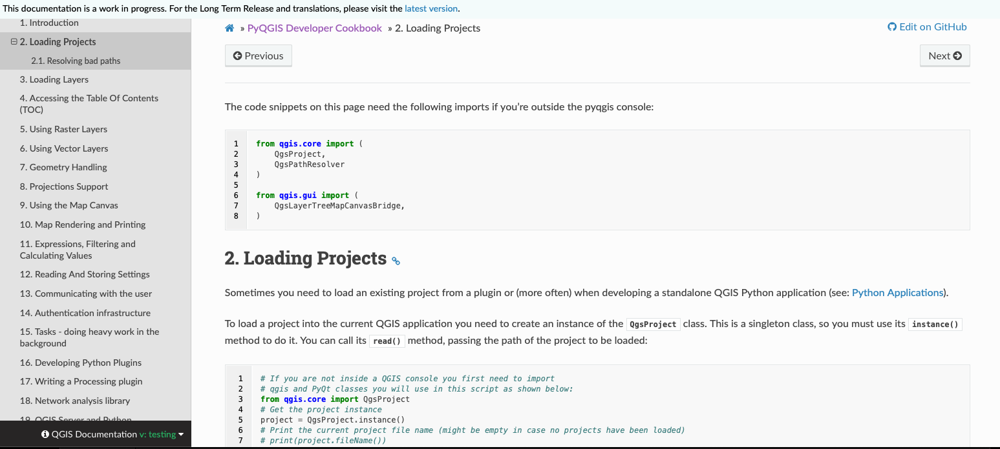 This documentation is a work in progress. For the Long Term Release and translations, please visit the latest version.
1. Introduction
2. Loading Projects
2.1. Resolving bad paths
3. Loading Layers
4. Accessing the Table Of Contents
(TOC)
5. Using Raster Layers
6. Using Vector Layers
7. Geometry Handling
8. Projections Support
9. Using the Map Canvas
10. Map Rendering and Printing
11. Expressions, Filtering and
Calculating Values
12. Reading And Storing Settings
13. Communicating with the user
14. Authentication infrastructure
15. Tasks - doing heavy work in the
background
16. Developing Python Plugins
17. Writing a Processing plugin
18. Network analysis library
19. QGIS Server and Python
QGIS Documentation v: testing
» PyQGIS Developer Cookbook » 2. Loading Projects
Edit on GitHub
Previous
Next
The code snippets on this page need the following imports if you’re outside the pyqgis console:
1 from qgis.core import (
2     QgsProject,
3     QgsPathResolver
4 )
5
6 from qgis.gui import (
7     QgsLayerTreeMapCanvasBridge,
8 )
2. Loading Projects
Sometimes you need to load an existing project from a plugin or (more often) when developing a standalone QGIS Python application (see: Python Applications).
To load a project into the current QGIS application you need to create an instance of the QgsProject class. This is a singleton class, so you must use its instance()
method to do it. You can call its read() method, passing the path of the project to be loaded:
1 # If you are not inside a QGIS console you first need to import
2 # qgis and PyQt classes you will use in this script as shown below:
3 from qgis.core import QgsProject
4 # Get the project instance
5 project = QgsProject.instance()
6 # Print the current project file name (might be empty in case no projects have been loaded)
7 # print(project.fileName())